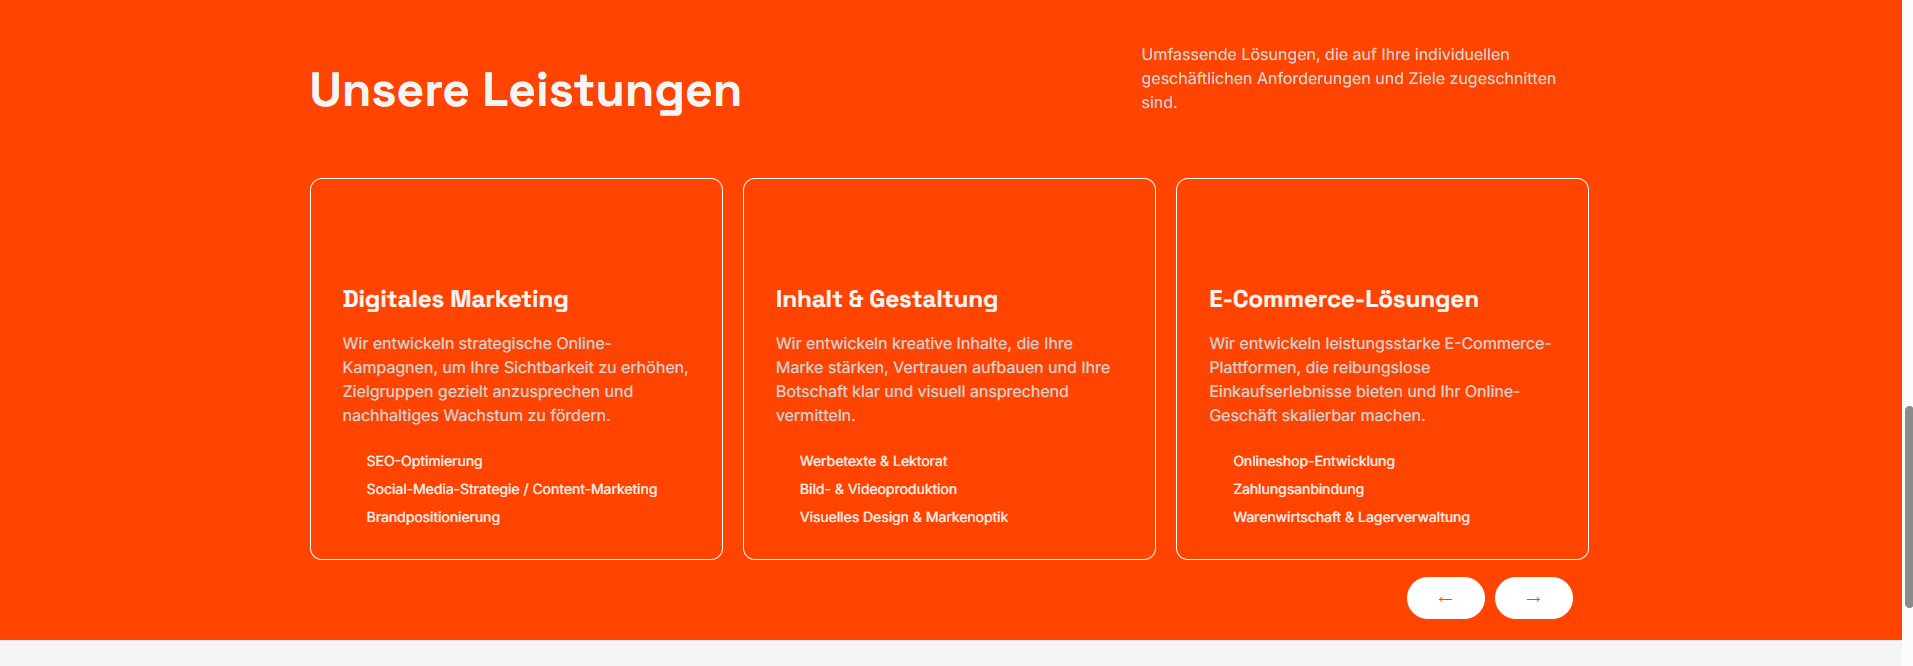 Unsere Leistungen
Umfassende Lösungen, die auf Ihre individuellen
geschäftlichen Anforderungen und Ziele zugeschnitten
sind.
Digitales Marketing
Wir entwickeln strategische Online-
Kampagnen, um Ihre Sichtbarkeit zu erhöhen,
Zielgruppen gezielt anzusprechen und
nachhaltiges Wachstum zu fördern.
SEO-Optimierung
Social-Media-Strategie / Content-Marketing
Brandpositionierung
Inhalt & Gestaltung
Wir entwickeln kreative Inhalte, die Ihre
Marke stärken, Vertrauen aufbauen und Ihre
Botschaft klar und visuell ansprechend
vermitteln.
Werbetexte & Lektorat
Bild- & Videoproduktion
Visuelles Design & Markenoptik
E-Commerce-Lösungen
Wir entwickeln leistungsstarke E-Commerce-
Plattformen, die reibungslose
Einkaufserlebnisse bieten und Ihr Online-
Geschäft skalierbar machen.
Onlineshop-Entwicklung
Zahlungsanbindung
Warenwirtschaft & Lagerverwaltung
← →